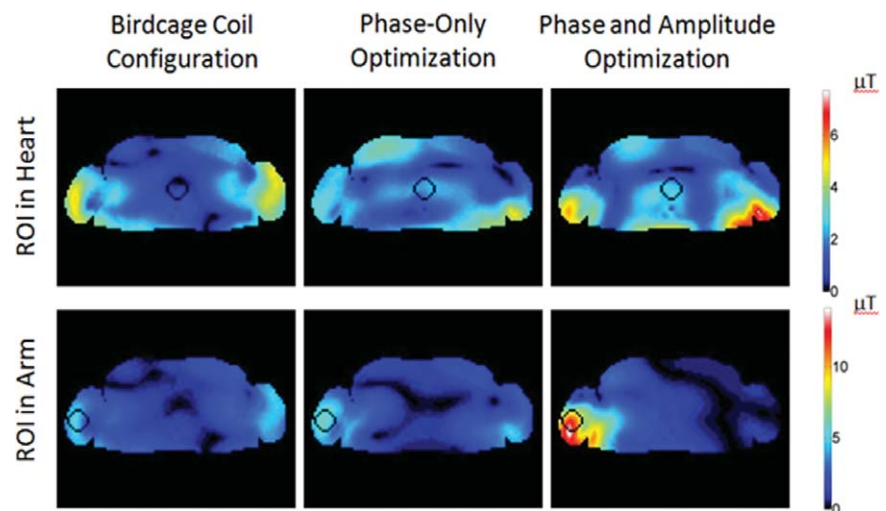 Birdcage Coil
Configuration
Phase-Only
Optimization
Phase and Amplitude
Optimization
ROI in Heart
μT
6
4
2
0
ROI in Arm
μT
10
5
0